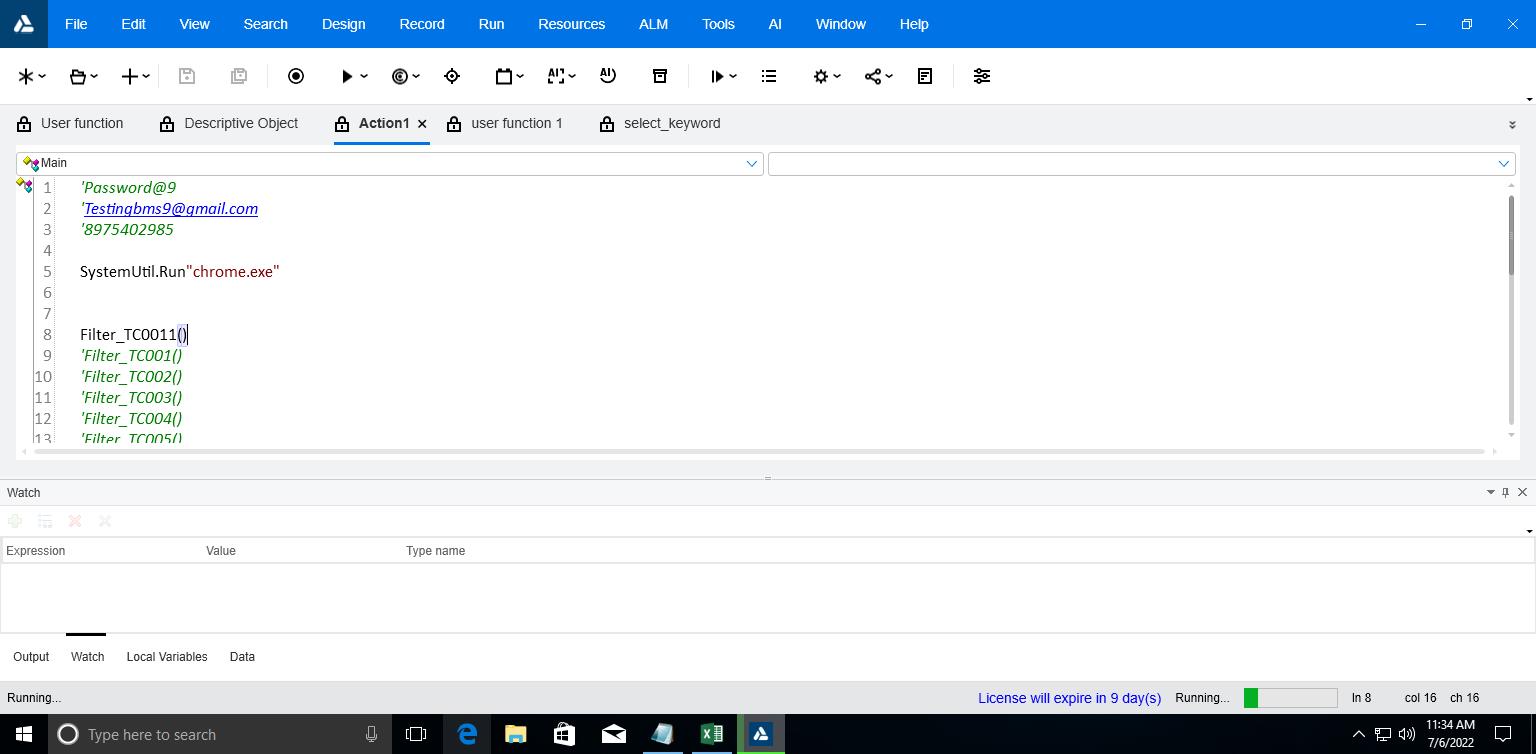 File Edit View Search Design Record Run Resources ALM Tools AI Window Help
User function Descriptive Object Action1 user function 1 select_keyword
Main
1 'Password@9
2 'Testingbms9@gmail.com
3 '8975402985
4
5 SystemUtil.Run"chrome.exe"
6
7
8 Filter_TC0011()
9 'Filter_TC001()
10 'Filter_TC002()
11 'Filter_TC003()
12 'Filter_TC004()
13 'Filter_TC005()
Watch
Expression Value Type name
Output Watch Local Variables Data
Running... License will expire in 9 day(s) Running... ln 8 col 16 ch 16
Type here to search
11:34 AM
7/6/2022